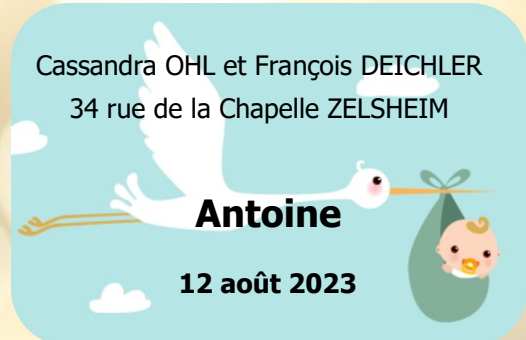 Cassandra OHL et François DEICHLER
34 rue de la Chapelle ZELSHEIM
Antoine
12 août 2023